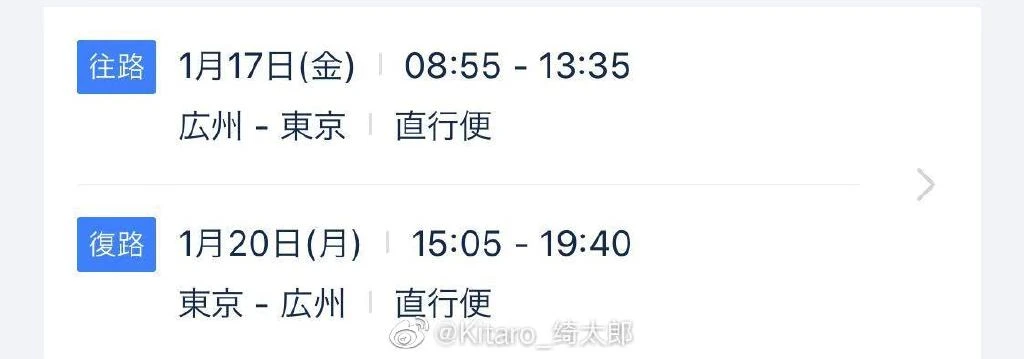 往路 1月17日(金) | 08:55 - 13:35
広州 - 東京 | 直行便
復路 1月20日(月) | 15:05 - 19:40
東京 - 広州 | 直行便
@Kitaro_绮太郎